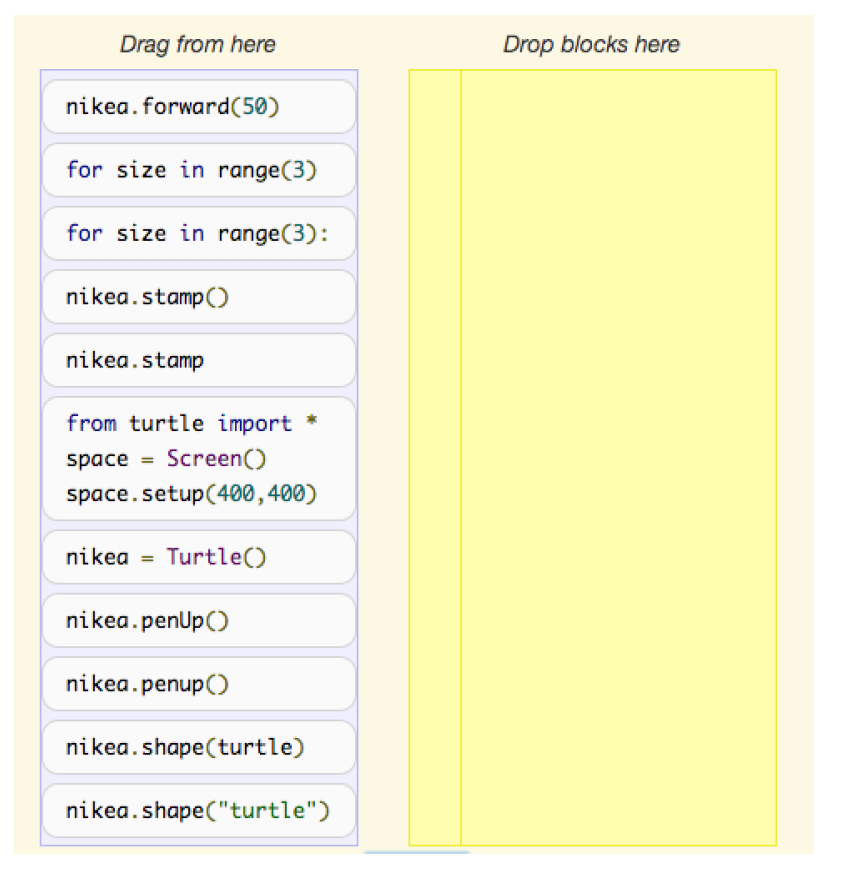 Drag from here
Drop blocks here
nikea.forward(50)
for size in range(3)
for size in range(3):
nikea.stamp()
nikea.stamp
from turtle import *
space = Screen()
space.setup(400,400)
nikea = Turtle()
nikea.penUp()
nikea.penup()
nikea.shape(turtle)
nikea.shape("turtle")